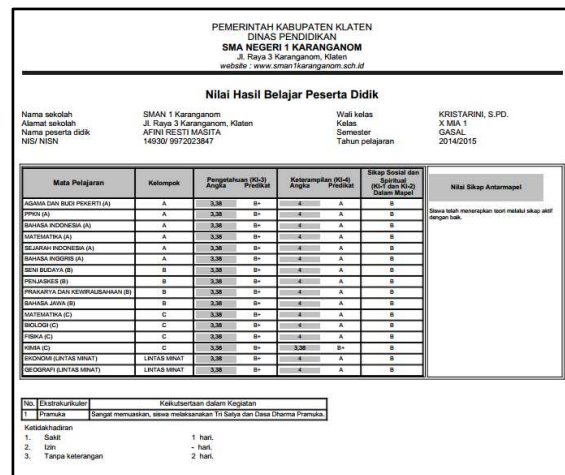 PEMERINTAH KABUPATEN KLATEN
DINAS PENDIDIKAN
SMA NEGERI 1 KARANGANOM
Jl. Raya 3 Karanganom, Klaten
website : www.sman1karanganom.sch.id
Nilai Hasil Belajar Peserta Didik
Nama sekolah SMAN 1 Karanganom Wali kelas KRISTARINI, S.PD.
Alamat sekolah Jl. Raya 3 Karanganom, Klaten Kelas X MIA 1
Nama peserta didik AFINI RESTI MASITA Semester GASAL
NIS/ NISN 14930/ 9972023847 Tahun pelajaran 2014/2015
Mata Pelajaran Kelompok Pengetahuan (KI-3) Angka Predikat Keterampilan (KI-4) Angka Predikat Sikap Sosial dan Spiritual (KI-1 dan KI-2) Dalam Mapel Nilai Sikap Antarmapel
AGAMA DAN BUDI PEKERTI (A) A 3,38 B+ 4 A B
Siswa telah menerapkan teori melalui sikap aktif
dengan baik.
PPKN (A) A 3,38 B+ 4 A B
BAHASA INDONESIA (A) A 3,38 B+ 4 A B
MATEMATIKA (A) A 3,38 B+ 4 A B
SEJARAH INDONESIA (A) A 3,38 B+ 4 A B
BAHASA INGGRIS (A) A 3,38 B+ 4 A B
SENI BUDAYA (B) B 3,38 B+ 4 A B
PENJASKES (B) B 3,38 B+ 4 A B
PRAKARYA DAN KEWIRAUSAHAAN (B) B 3,38 B+ 4 A B
BAHASA JAWA (B) B 3,38 B+ 4 A B
MATEMATIKA (C) C 3,38 B+ 4 A B
BIOLOGI (C) C 3,38 B+ 4 A B
FISIKA (C) C 3,38 B+ 4 A B
KIMIA (C) C 3,38 B+ 3,38 B+ B
EKONOMI (LINTAS MINAT) LINTAS MINAT 3,38 B+ 4 A B
GEOGRAFI (LINTAS MINAT) LINTAS MINAT 3,38 B+ 4 A B
No. Ekstrakurikuler Keikutsertaan dalam Kegiatan
1 Pramuka Sangat memuaskan, siswa melaksanakan Tri Satya dan Dasa Dharma Pramuka.
Ketidakhadiran
1. Sakit 1 hari.
2. Izin - hari.
3. Tanpa keterangan 2 hari.